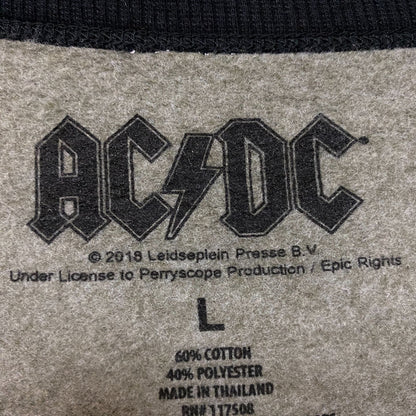 AC/DC
© 2018 Leidseplein Presse B.V
Under License to Perryscope Production / Epic Rights
L
60% COTTON
40% POLYESTER
MADE IN THAILAND
RN# 117508